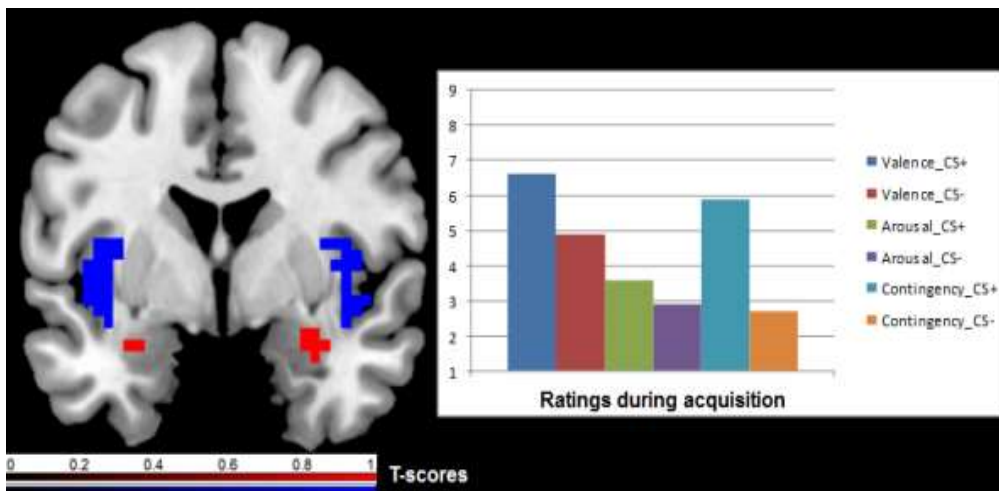 9
8
7
6
5
4
3
2
1
Ratings during acquisition
Valence_CS+
Valence_CS-
Arousal_CS+
Arousal_CS-
Contingency_CS+
Contingency_CS-
0 0.2 0.4 0.6 0.8 1
T-scores